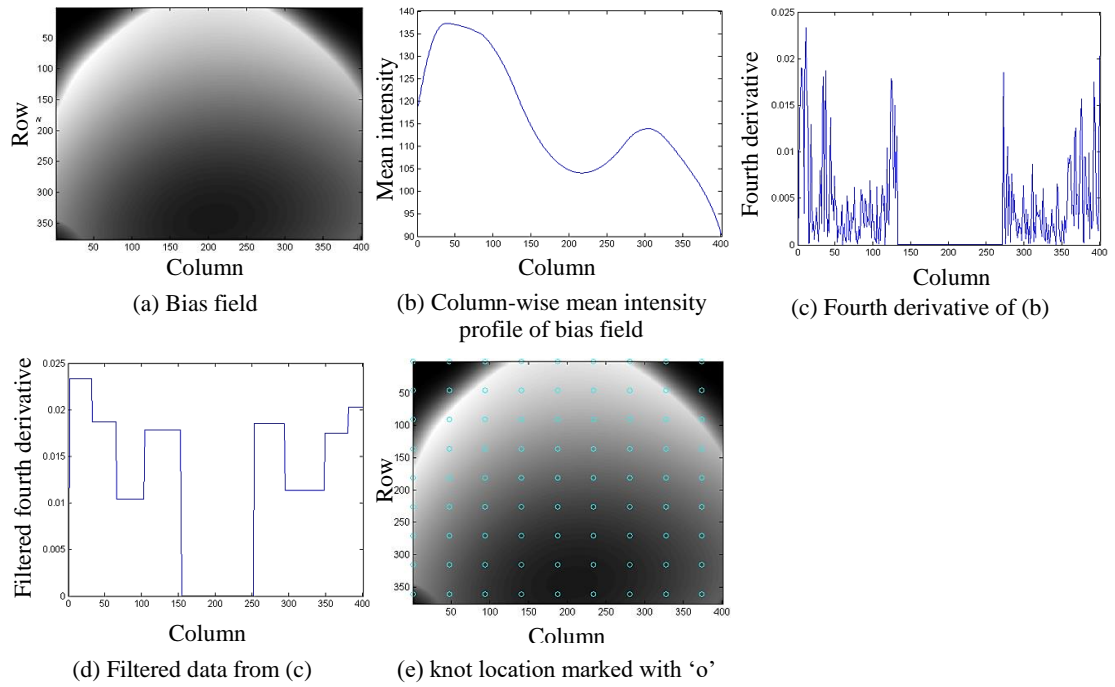 50
100
150
200
250
300
350
50 100 150 200 250 300 350 400
Row
Column
(a) Bias field
140
135
130
125
120
115
110
105
100
95
90
0 50 100 150 200 250 300 350 400
Mean intensity
Column
(b) Column-wise mean intensity
profile of bias field
0.025
0.02
0.015
0.01
0.005
0
0 50 100 150 200 250 300 350 400
Fourth derivative
Column
(c) Fourth derivative of (b)
0.025
0.02
0.015
0.01
0.005
0
0 50 100 150 200 250 300 350 400
Filtered fourth derivative
Column
(d) Filtered data from (c)
50
100
150
200
250
300
350
50 100 150 200 250 300 350 400
Row
Column
(e) knot location marked with ‘o’